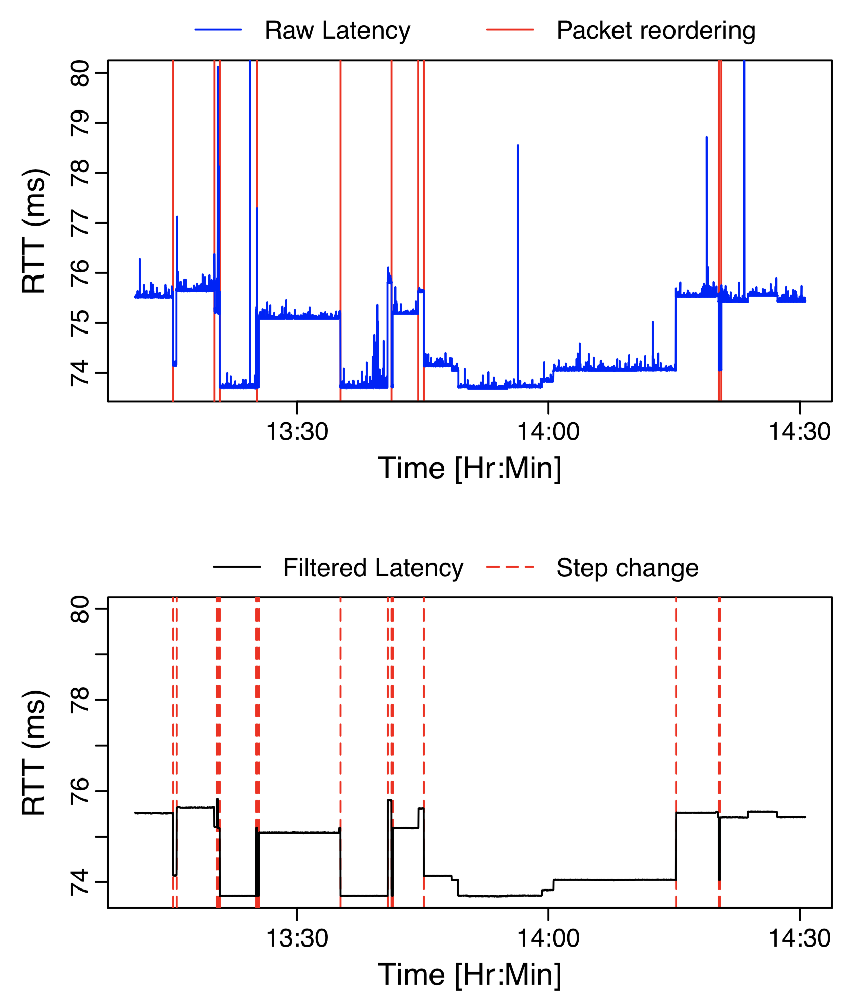 Raw Latency Packet reordering
80
79
78
77
76
75
74
RTT (ms)
13:30 14:00 14:30
Time [Hr:Min]
Filtered Latency Step change
80
78
76
74
RTT (ms)
13:30 14:00 14:30
Time [Hr:Min]